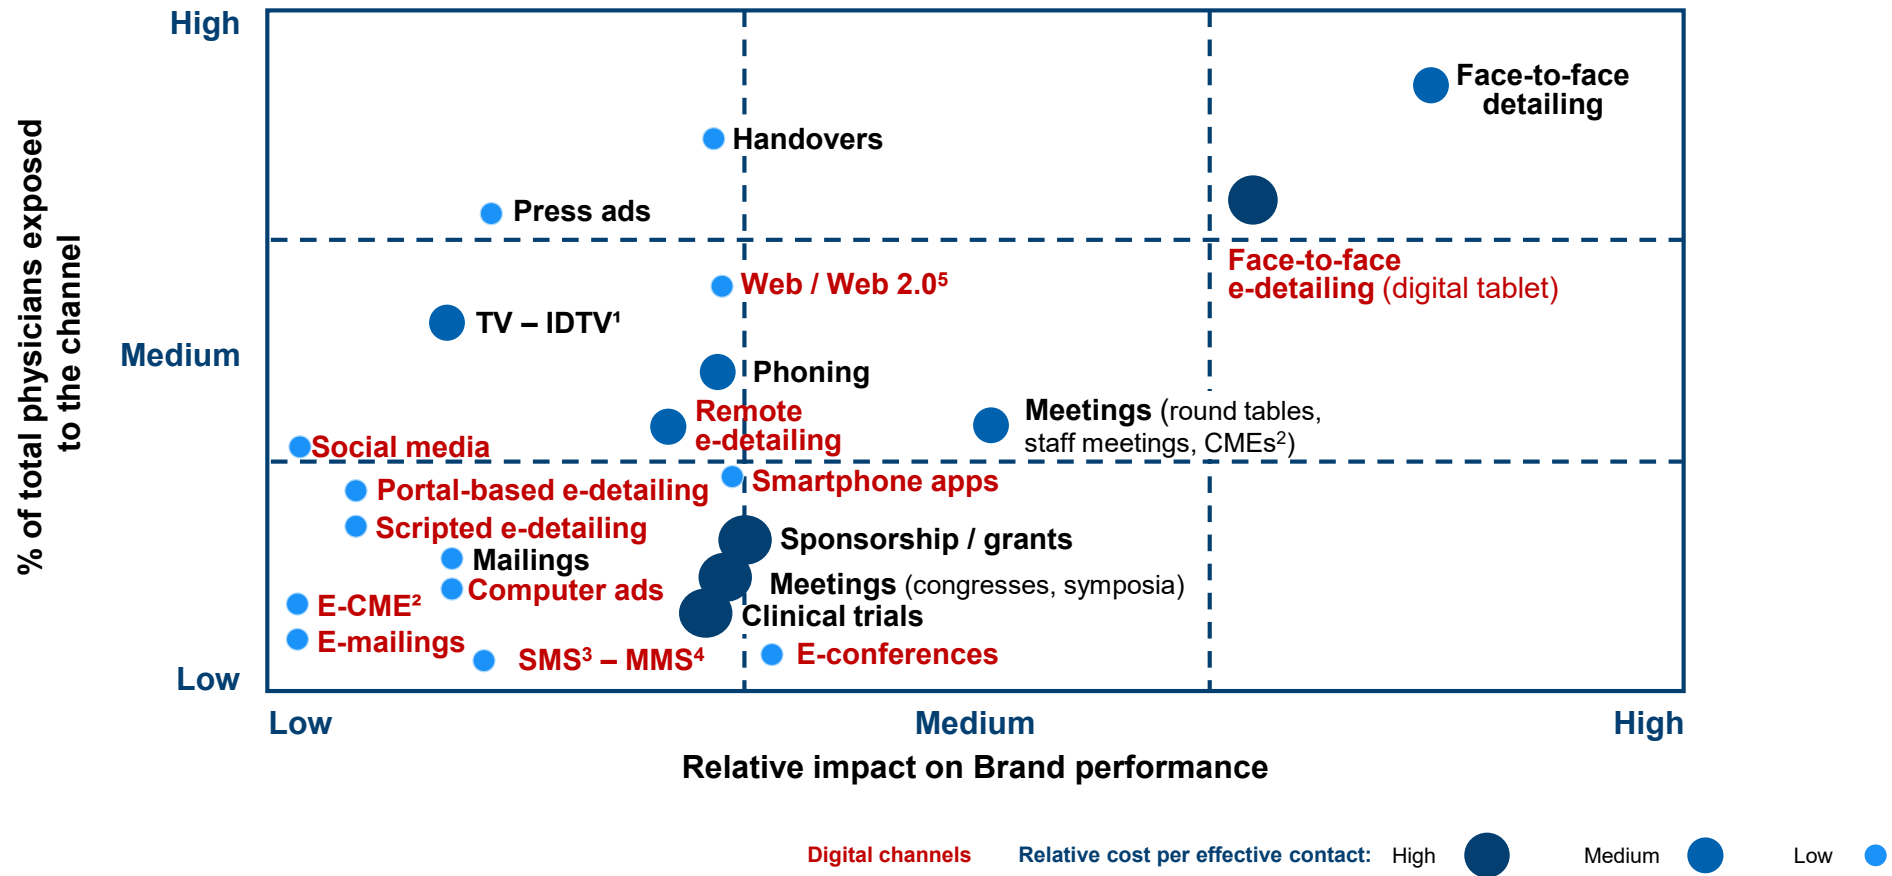 High
Face-to-face
detailing
Handovers
Press ads
% of total physicians exposed
to the channel
Face-to-face
e-detailing (digital tablet)
Web / Web 2.0⁵
TV – IDTV¹
Medium
Phoning
Remote
e-detailing
Meetings (round tables,
staff meetings, CMEs²)
Social media
Smartphone apps
Portal-based e-detailing
Scripted e-detailing
Sponsorship / grants
Mailings
Meetings (congresses, symposia)
Computer ads
E-CME²
Clinical trials
E-mailings
SMS³ – MMS⁴
E-conferences
Low
Low
Medium
High
Relative impact on Brand performance
Digital channels
Relative cost per effective contact:
High
Medium
Low